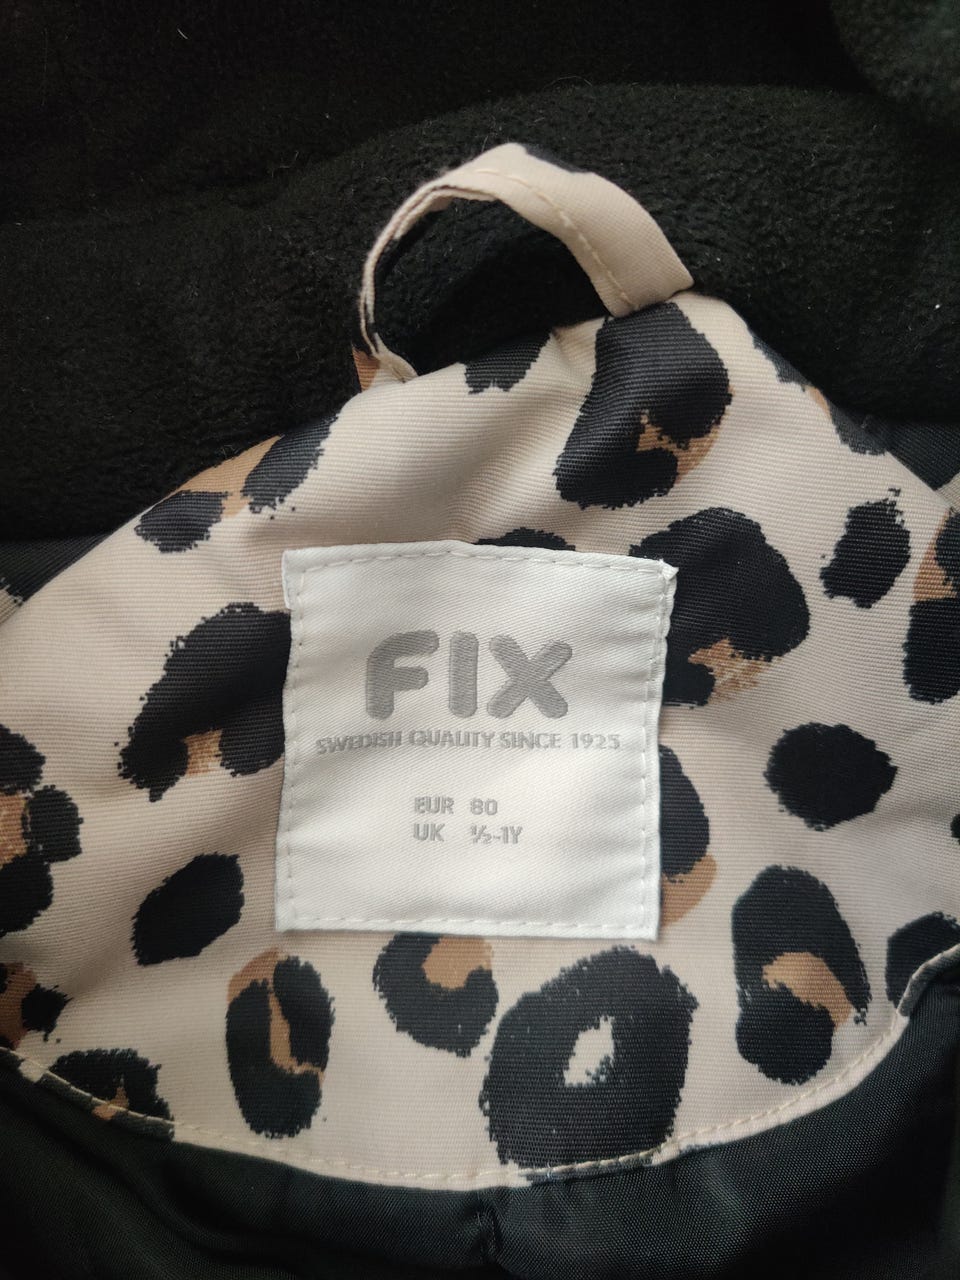 FIX
SWEDISH QUALITY SINCE 1925
EUR 80
UK ½-1Y